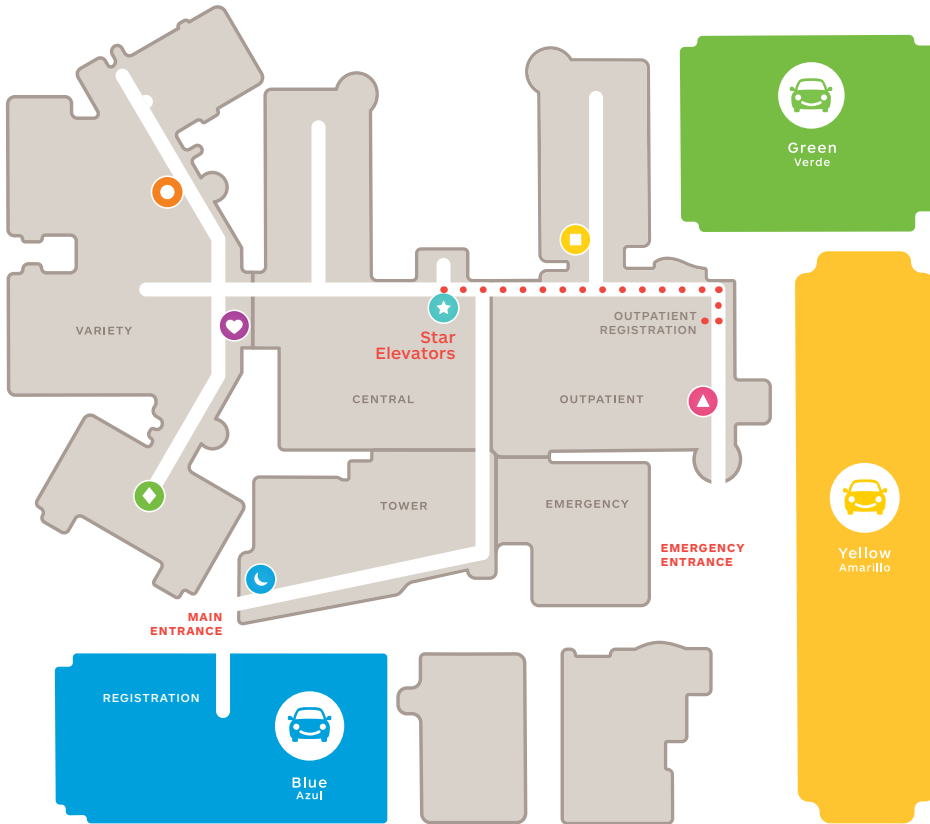 Green
Verde
OUTPATIENT
REGISTRATION
VARIETY
Star
Elevators
CENTRAL
OUTPATIENT
TOWER
EMERGENCY
EMERGENCY
ENTRANCE
Yellow
Amarillo
MAIN
ENTRANCE
REGISTRATION
Blue
Azul